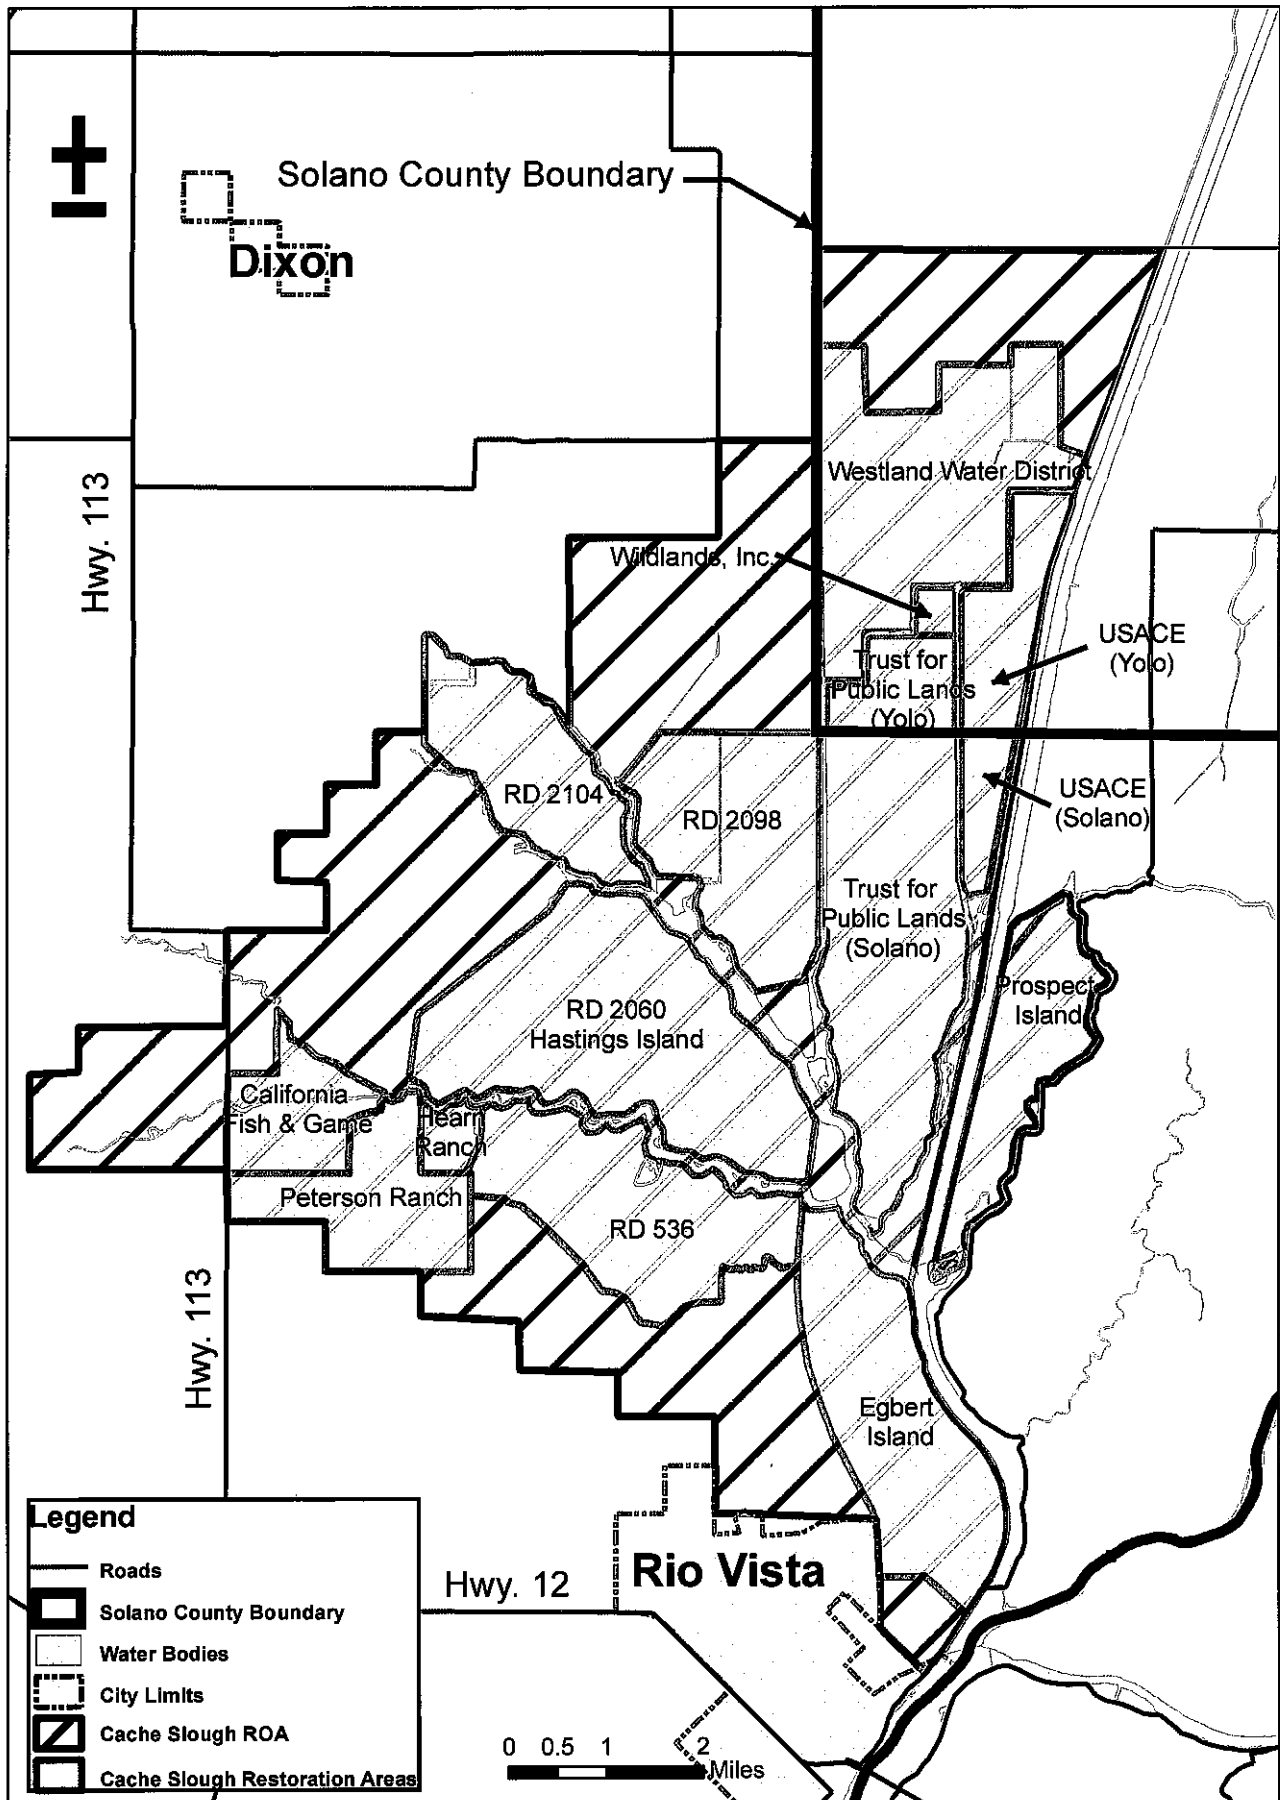 Solano County Boundary
Dixon
Hwy. 113
Westland Water District
Wildlands, Inc.
USACE
(Yolo)
Trust for
Public Lands
(Yolo)
RD 2104
RD 2098
USACE
(Solano)
Trust for
Public Lands
(Solano)
Prospect
Island
RD 2060
Hastings Island
California
Fish & Game
Hearn
Ranch
Peterson Ranch
RD 536
Hwy. 113
Egbert
Island
Rio Vista
Hwy. 12
Legend
Roads
Solano County Boundary
Water Bodies
City Limits
Cache Slough ROA
Cache Slough Restoration Areas
0 0.5 1 2
Miles